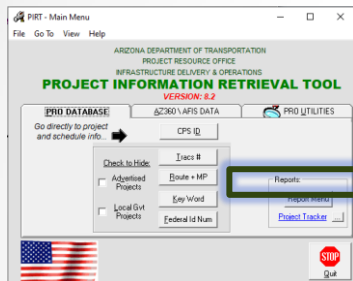 PIRT - Main Menu
File Go To View Help
ARIZONA DEPARTMENT OF TRANSPORTATION
PROJECT RESOURCE OFFICE
INFRASTRUCTURE DELIVERY & OPERATIONS
PROJECT INFORMATION RETRIEVAL TOOL
VERSION: 8.2
PRO DATABASE
AZ360 \ AFIS DATA
PRO UTILITIES
Go directly to project
and schedule info...
CPS ID
Check to Hide:
Advertised
Projects
Local Gvt
Projects
Tracs #
Route + MP
Key Word
Federal Id Num
Reports:
Report Menu
Project Tracker ...
STOP
Quit